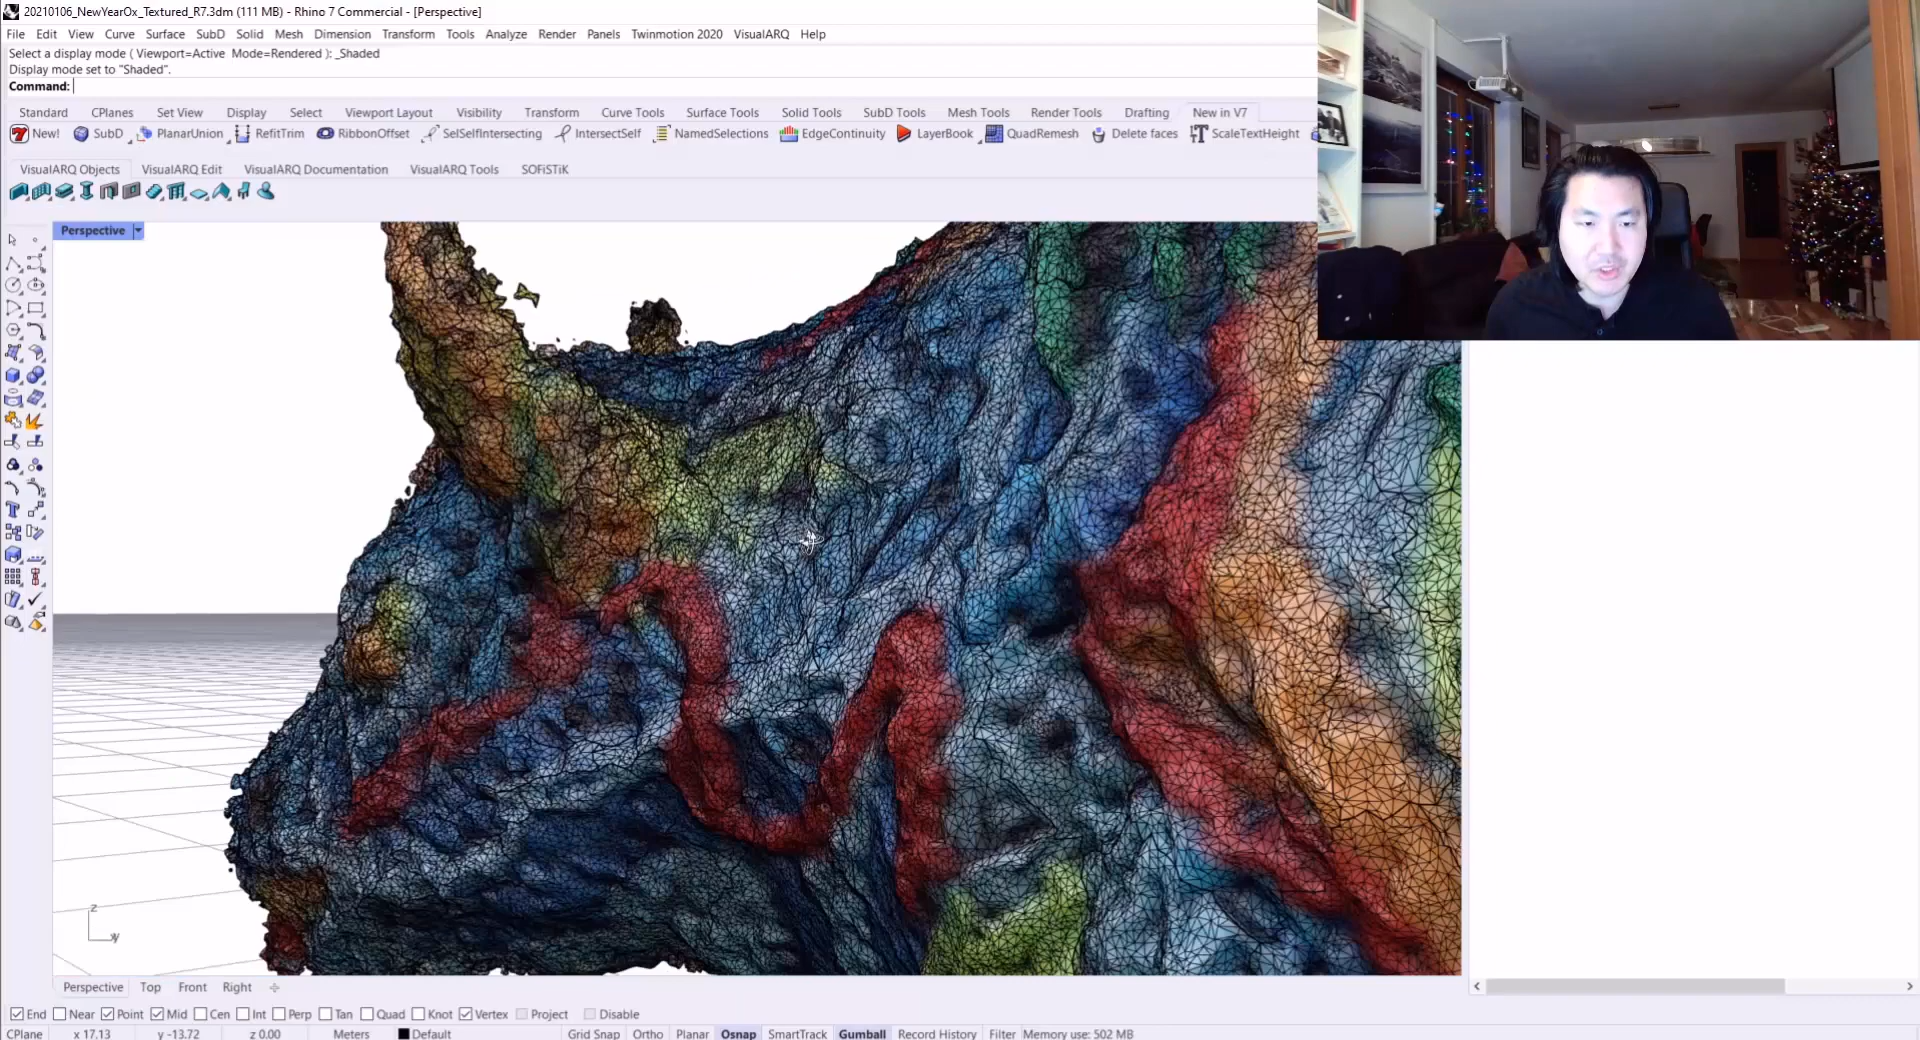 20210106_NewYearOx_Textured_R7.3dm (111 MB) - Rhino 7 Commercial - [Perspective]
File Edit View Curve Surface SubD Solid Mesh Dimension Transform Tools Analyze Render Panels Twinmotion 2020 VisualARQ Help
Select a display mode ( Viewport=Active Mode=Rendered ): _Shaded
Display mode set to "Shaded".
Command:
Standard CPlanes Set View Display Select Viewport Layout Visibility Transform Curve Tools Surface Tools Solid Tools SubD Tools Mesh Tools Render Tools Drafting New in V7
New! SubD PlanarUnion RefitTrim RibbonOffset SelSelfIntersecting IntersectSelf NamedSelections EdgeContinuity LayerBook QuadRemesh Delete faces ScaleTextHeight
VisualARQ Objects VisualARQ Edit VisualARQ Documentation VisualARQ Tools SOFiSTiK
Perspective
z
y
Perspective Top Front Right
End Near Point Mid Cen Int Perp Tan Quad Knot Vertex Project Disable
CPlane x 17.13 y -13.72 z 0.00 Meters Default Grid Snap Ortho Planar Osnap SmartTrack Gumball Record History Filter Memory use: 502 MB